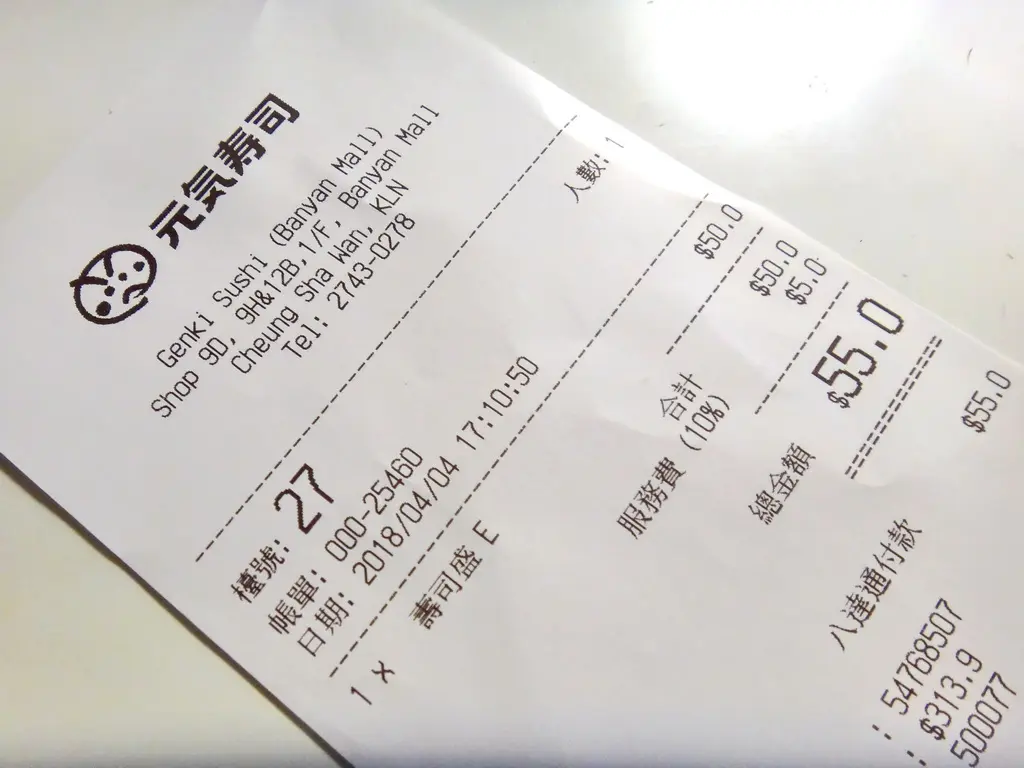 元気寿司
Genki Sushi (Banyan Mall)
Shop 9D, 9H&12B,1/F, Banyan Mall
Cheung Sha Wan, KLN
Tel: 2743-0278
檯號: 27 人數: 1
帳單: 000-25460
日期: 2018/04/04 17:10:50
1 x 壽司盛 E $50.0
合計 $50.0
服務費 (10%) $5.0
總金額 $55.0
八達通付款 $55.0
: 54768507
: $313.9
500077